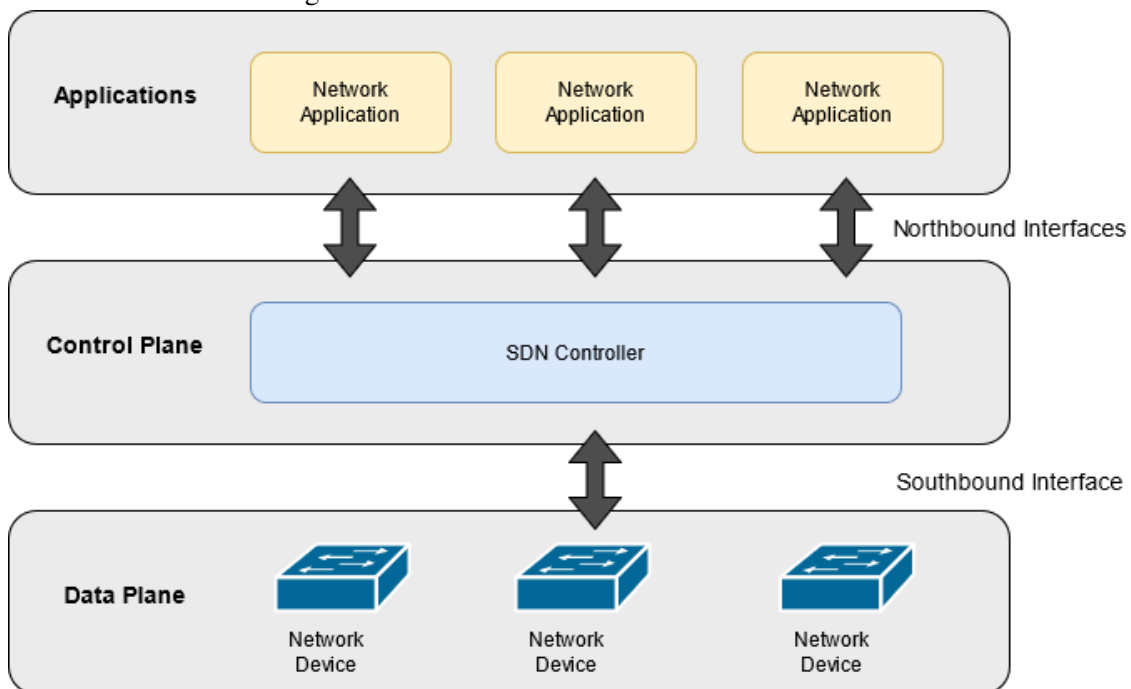 Applications
Network
Application
Network
Application
Network
Application
Northbound Interfaces
Control Plane
SDN Controller
Southbound Interface
Data Plane
Network
Device
Network
Device
Network
Device